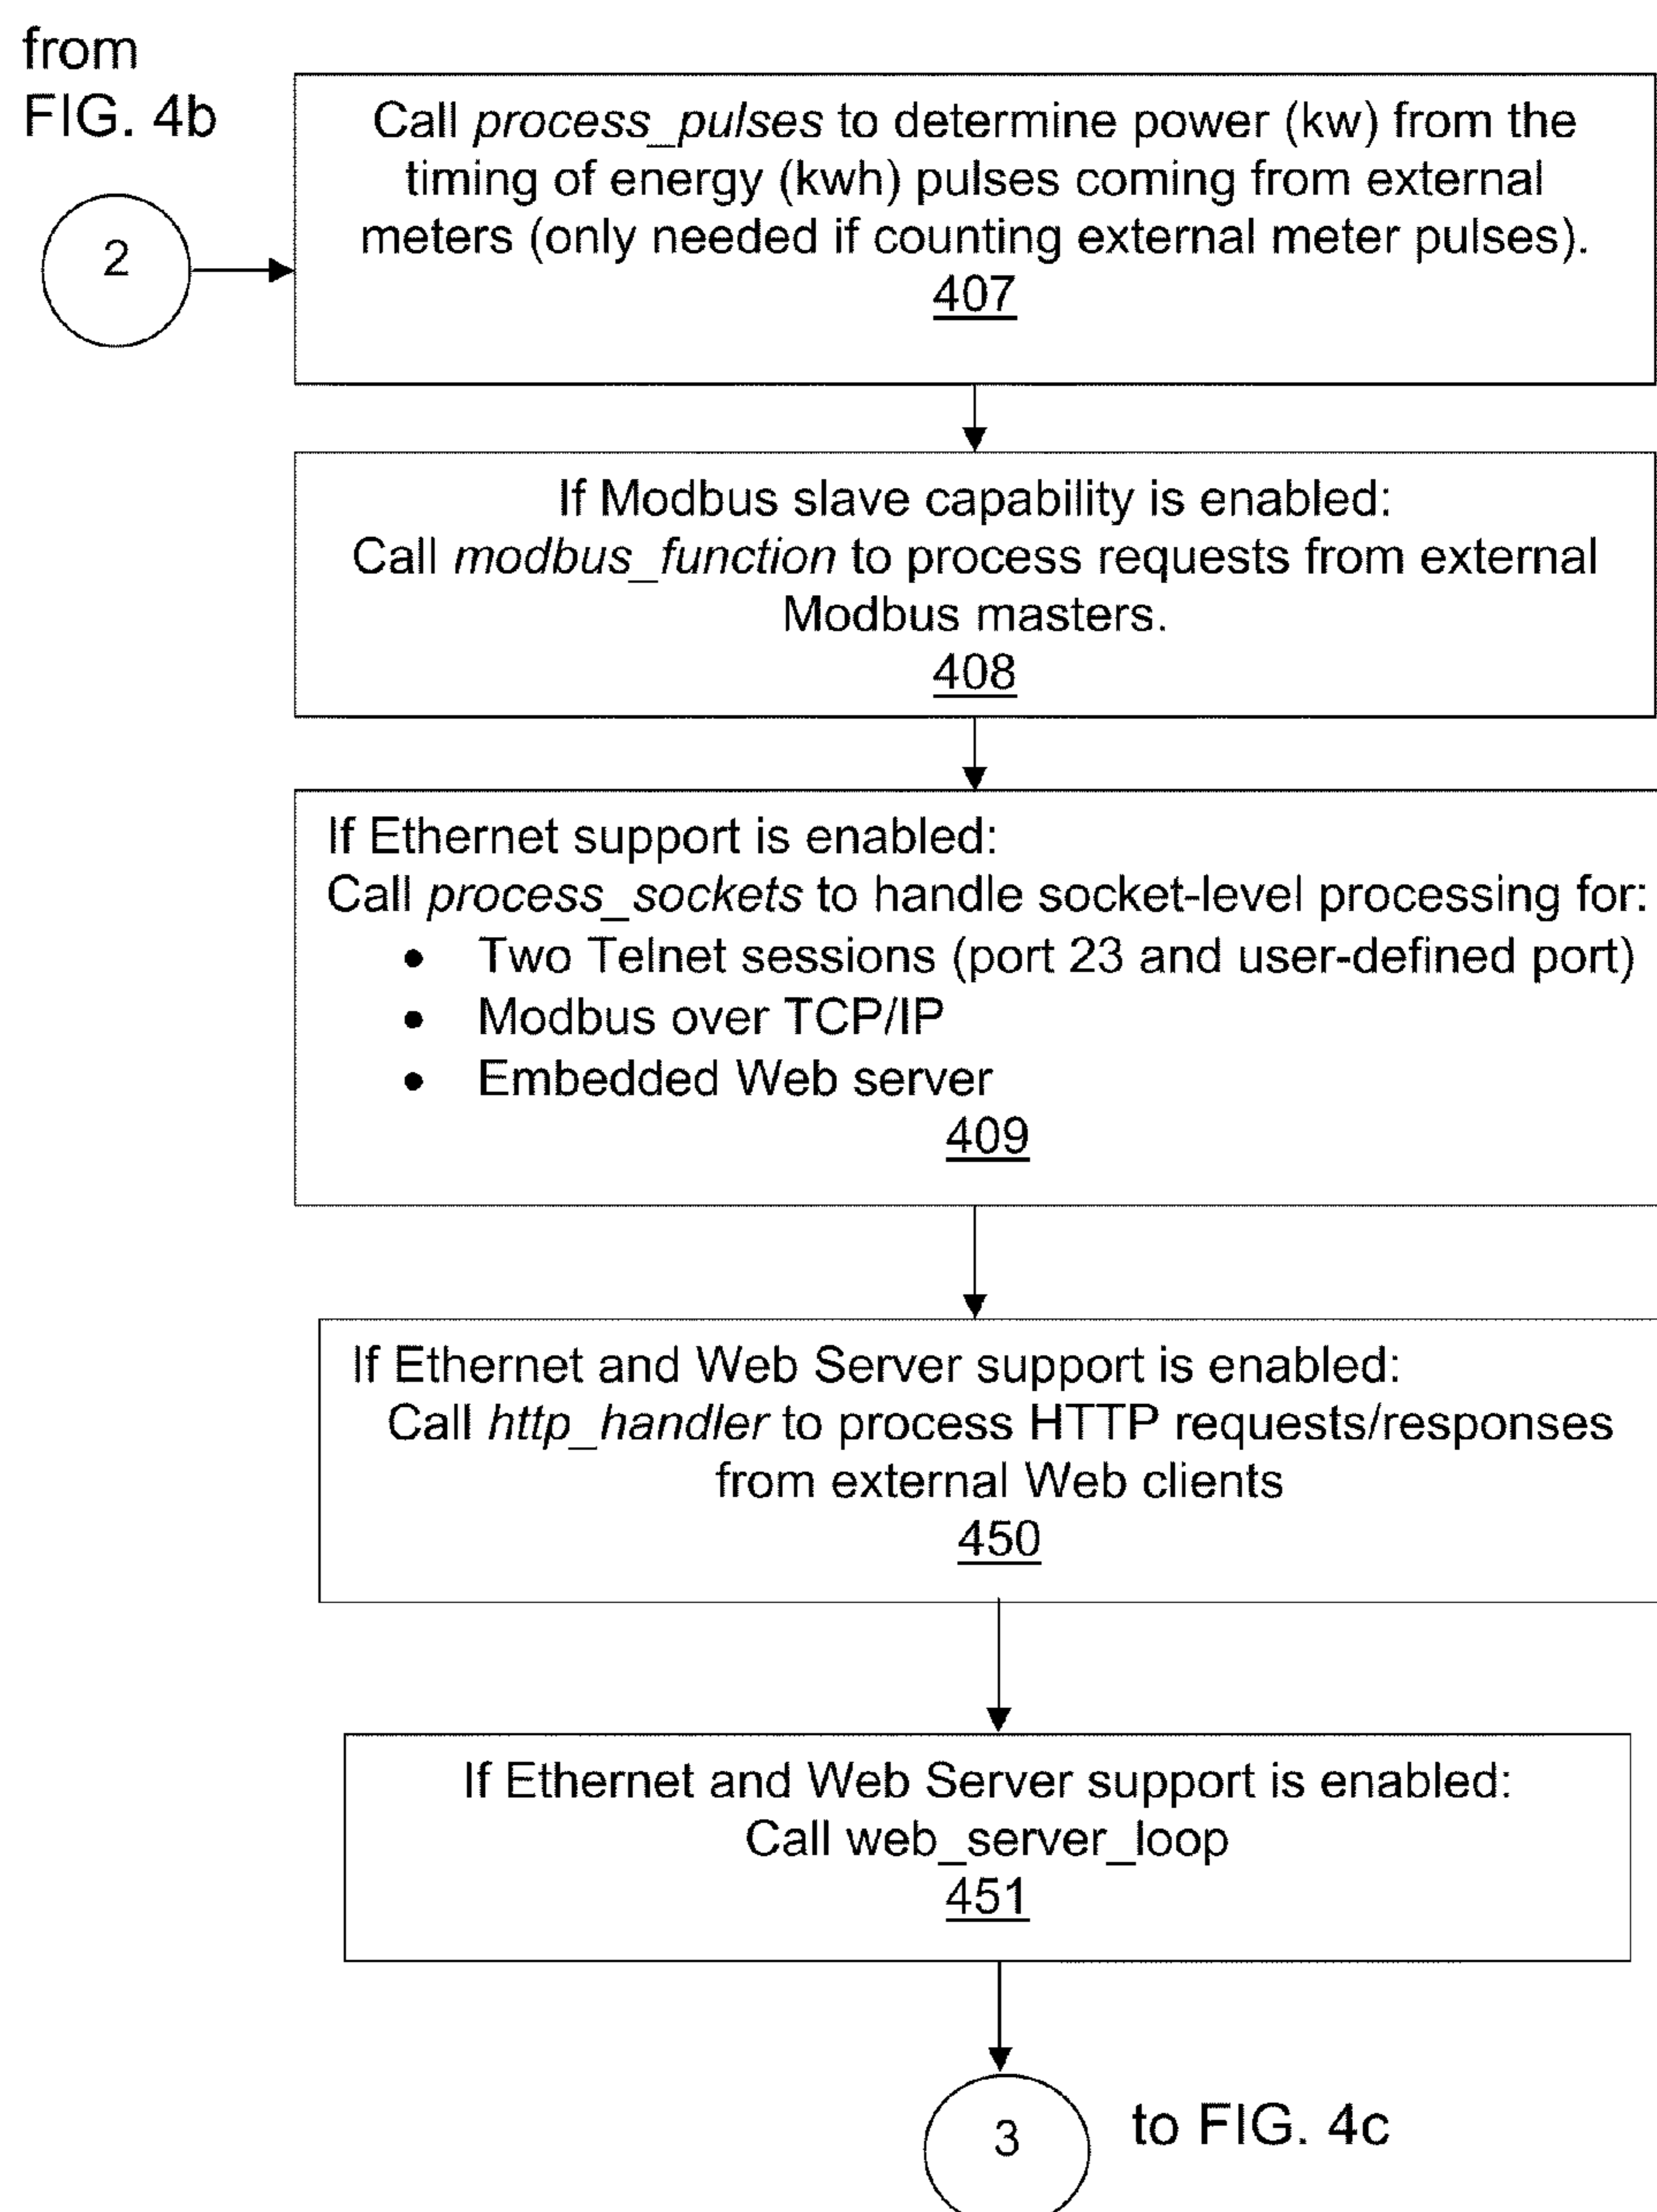 from
FIG. 4b
2
Call process_pulses to determine power (kw) from the
timing of energy (kwh) pulses coming from external
meters (only needed if counting external meter pulses).
407
If Modbus slave capability is enabled:
Call modbus_function to process requests from external
Modbus masters.
408
If Ethernet support is enabled:
Call process_sockets to handle socket-level processing for:
• Two Telnet sessions (port 23 and user-defined port)
• Modbus over TCP/IP
• Embedded Web server
409
If Ethernet and Web Server support is enabled:
Call http_handler to process HTTP requests/responses
from external Web clients
450
If Ethernet and Web Server support is enabled:
Call web_server_loop
451
3
to FIG. 4c